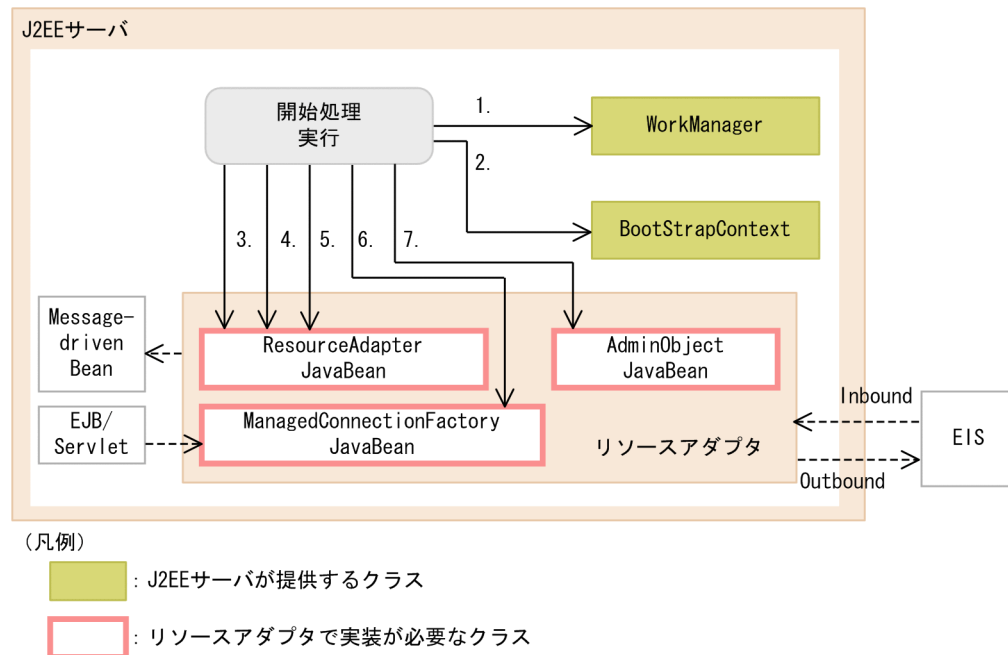 J2EEサーバ
開始処理
実行
1.
WorkManager
2.
BootStrapContext
3.
4.
5.
6.
7.
Message-
driven
Bean
ResourceAdapter
JavaBean
AdminObject
JavaBean
EJB/
Servlet
ManagedConnectionFactory
JavaBean
リソースアダプタ
Inbound
Outbound
EIS
（凡例）
：J2EEサーバが提供するクラス
：リソースアダプタで実装が必要なクラス